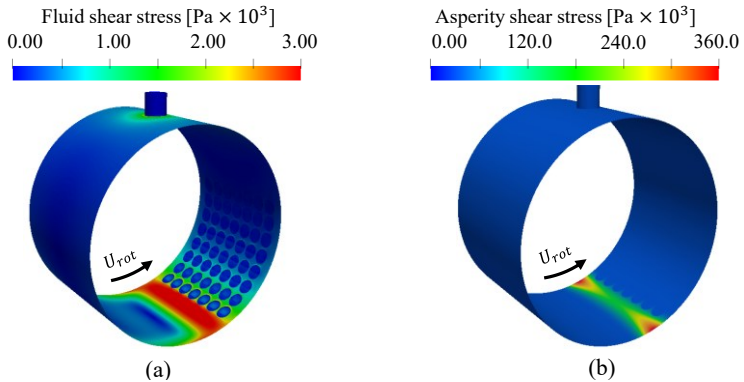 Fluid shear stress [Pa × 10³]
0.00 1.00 2.00 3.00
U_rot
(a)
Asperity shear stress [Pa × 10³]
0.00 120.0 240.0 360.0
U_rot
(b)